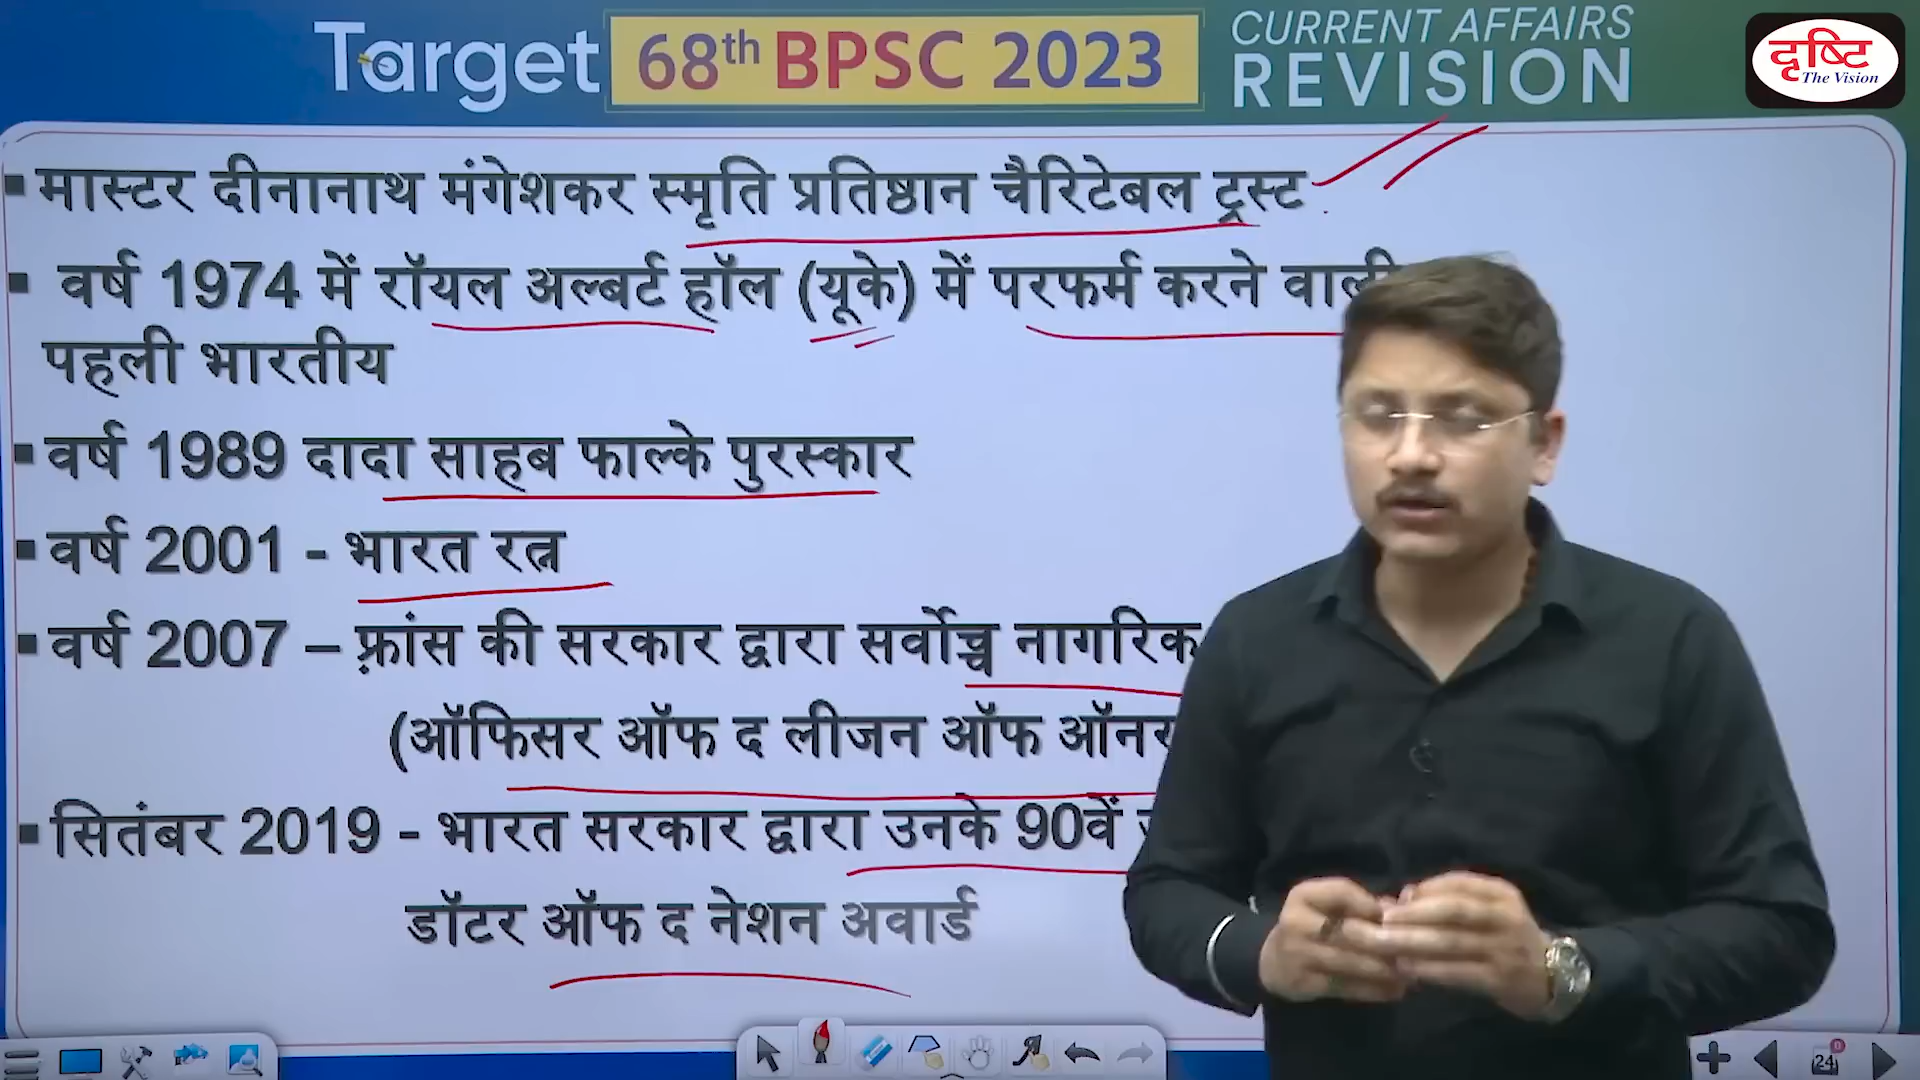 Target 68th BPSC 2023 CURRENT AFFAIRS REVISION
दृष्टि
The Vision
▪ मास्टर दीनानाथ मंगेशकर स्मृति प्रतिष्ठान चैरिटेबल ट्रस्ट
▪ वर्ष 1974 में रॉयल अल्बर्ट हॉल (यूके) में परफर्म करने वाली
पहली भारतीय
▪ वर्ष 1989 दादा साहब फाल्के पुरस्कार
▪ वर्ष 2001 - भारत रत्न
▪ वर्ष 2007 – फ़्रांस की सरकार द्वारा सर्वोच्च नागरिक
(ऑफिसर ऑफ द लीजन ऑफ ऑनर
▪ सितंबर 2019 - भारत सरकार द्वारा उनके 90वें
डॉटर ऑफ द नेशन अवार्ड
24